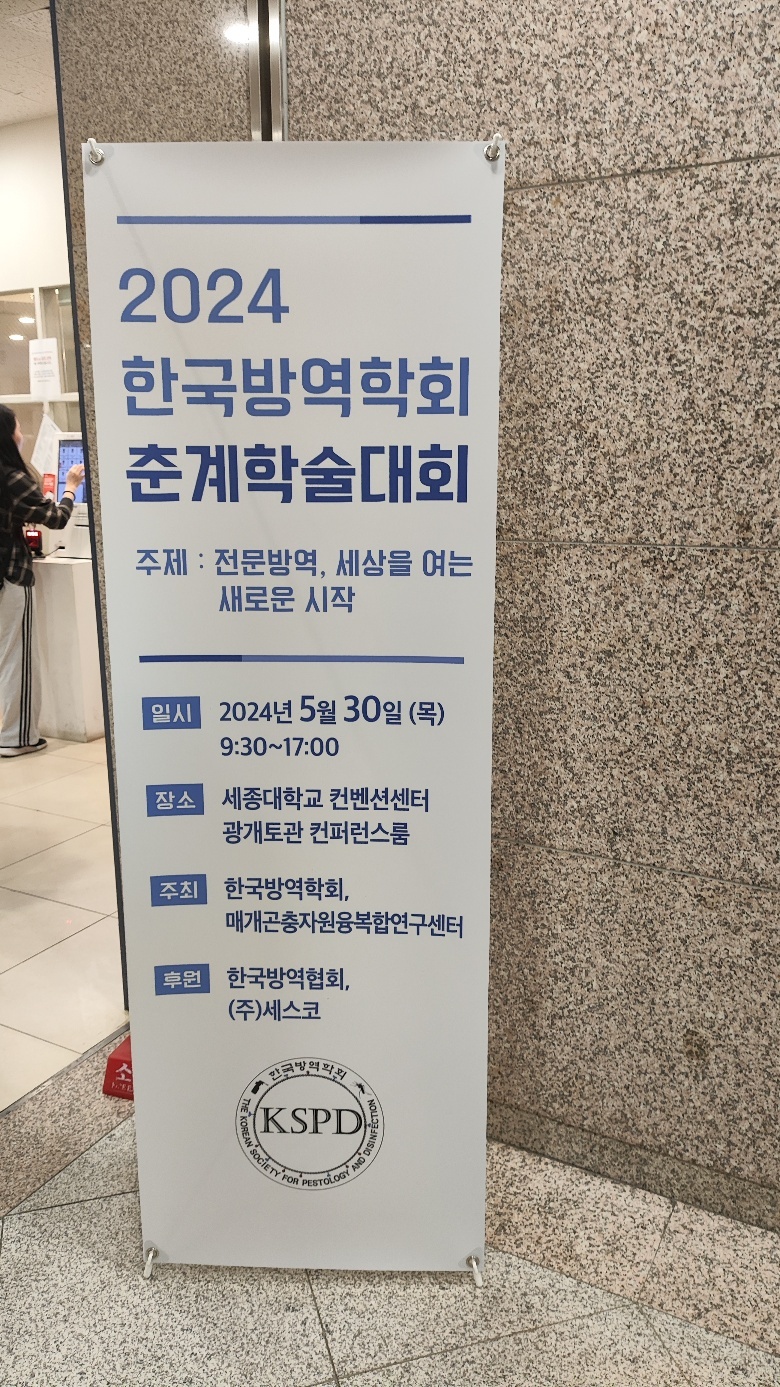 2024
한국방역학회
춘계학술대회
주제 : 전문방역, 세상을 여는
새로운 시작
일시 2024년 5월 30일 (목)
9:30~17:00
장소 세종대학교 컨벤션센터
광개토관 컨퍼런스룸
주최 한국방역학회,
매개곤충자원융복합연구센터
후원 한국방역협회,
(주)세스코
한국방역학회
KSPD
THE KOREAN SOCIETY FOR PESTOLOGY AND DISINFECTION
소